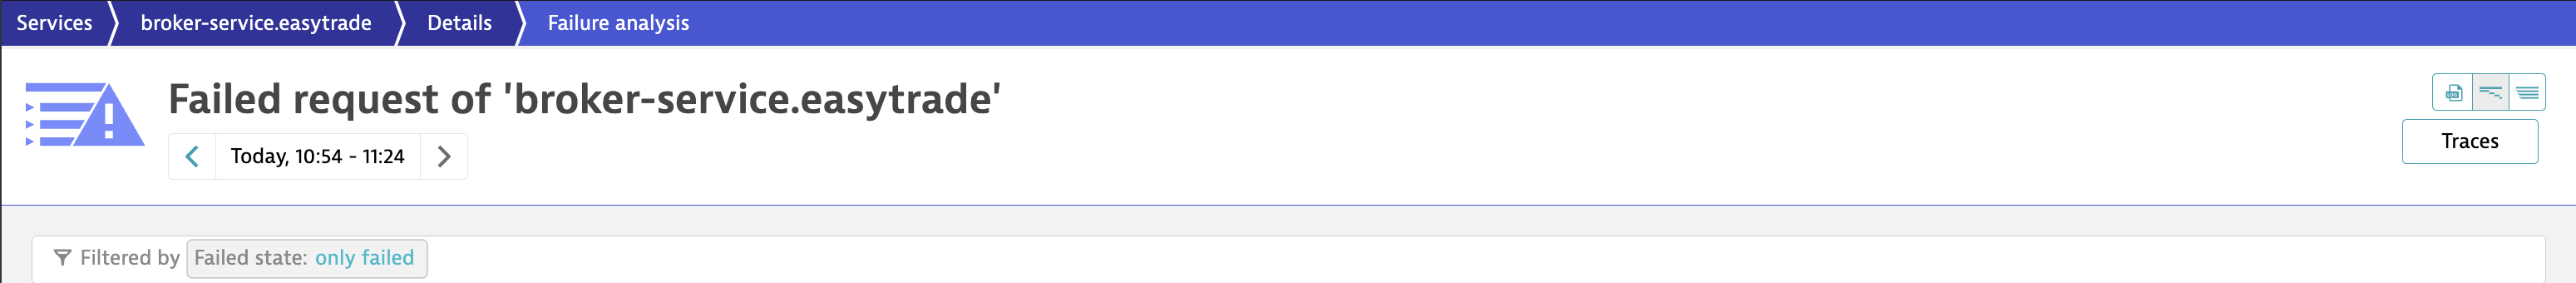 Services broker-service.easytrade Details Failure analysis
Failed request of 'broker-service.easytrade'
Today, 10:54 - 11:24
Traces
Filtered by Failed state: only failed